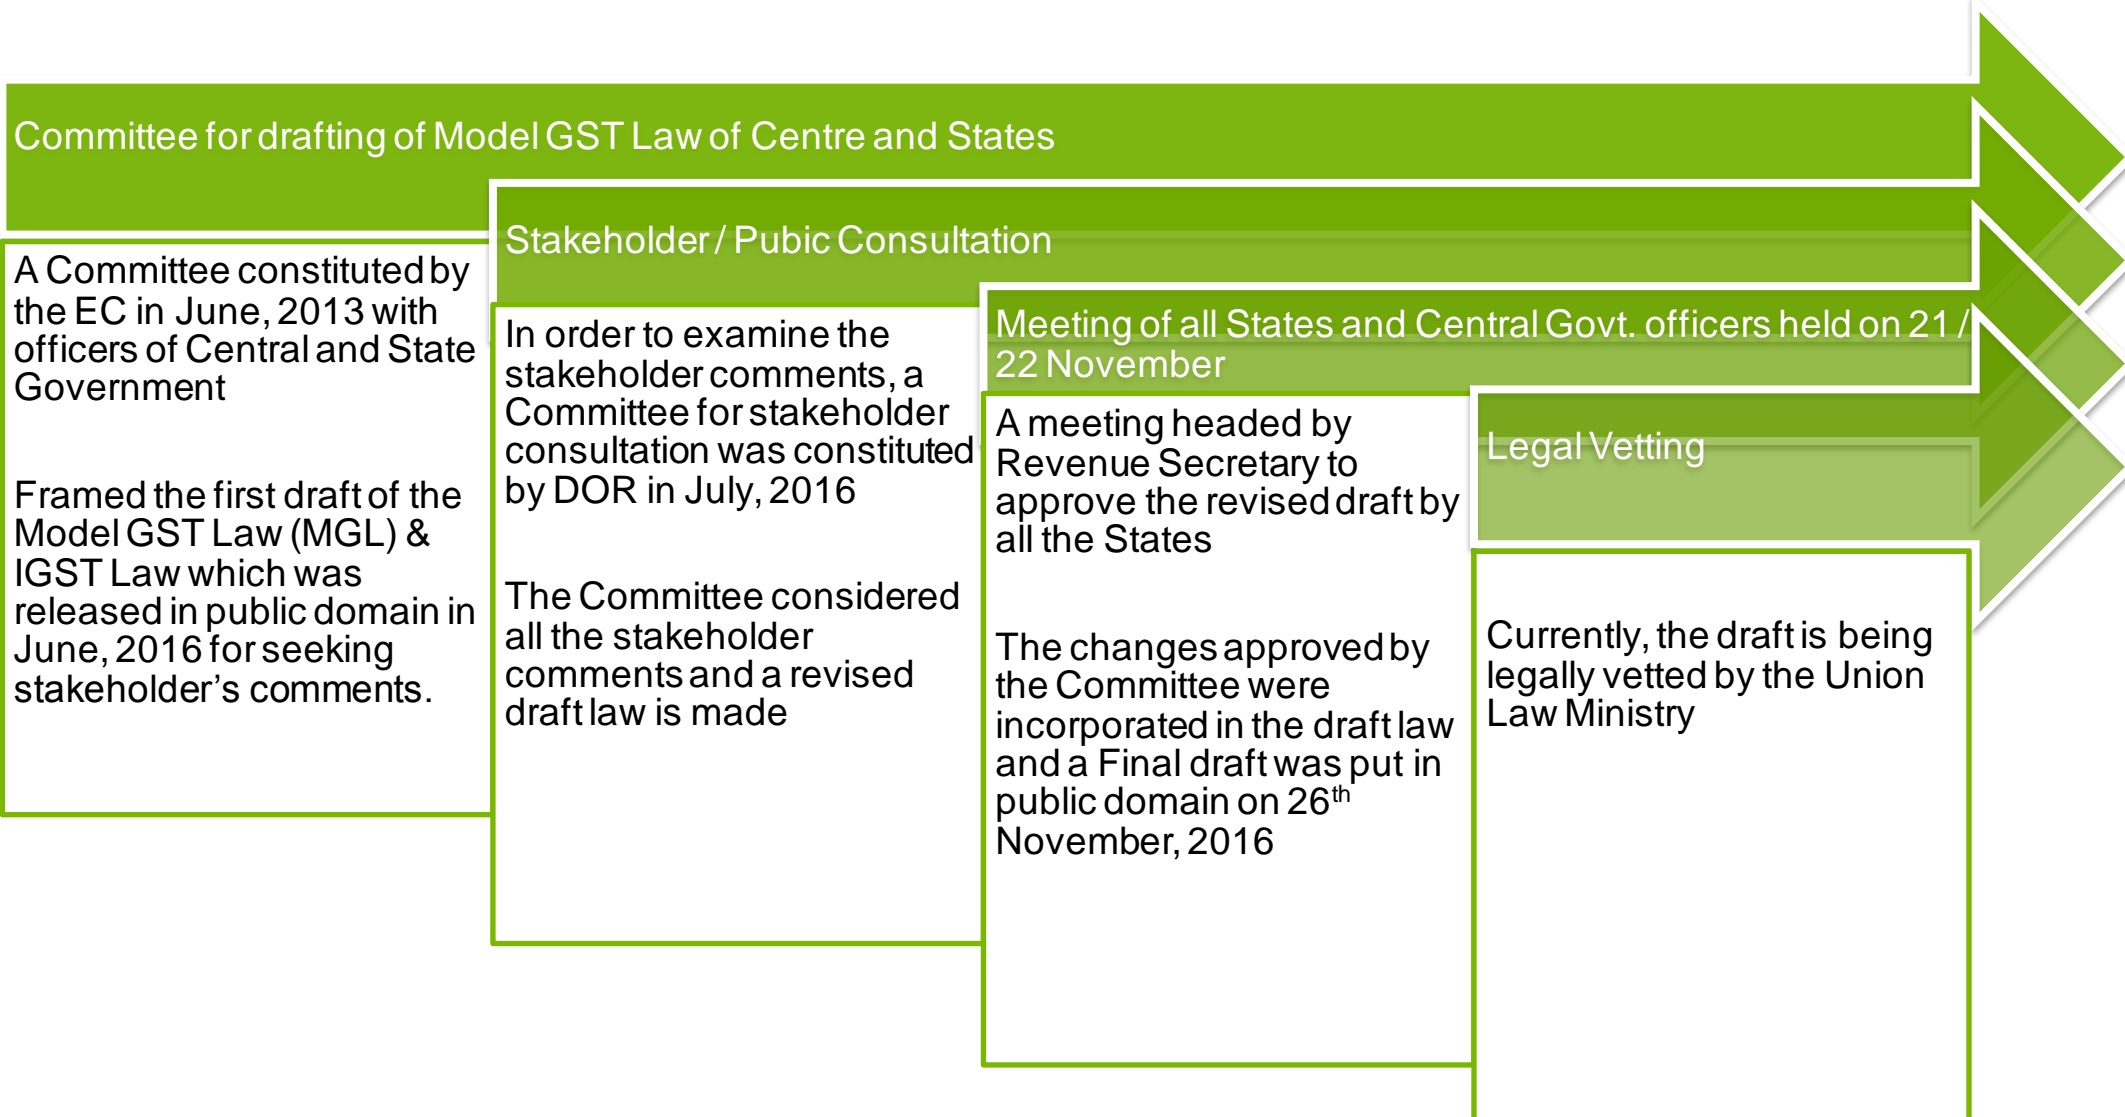 Committee for drafting of Model GST Law of Centre and States
A Committee constituted by
the EC in June, 2013 with
officers of Central and State
Government
Framed the first draft of the
Model GST Law (MGL) &
IGST Law which was
released in public domain in
June, 2016 for seeking
stakeholder’s comments.
Stakeholder / Pubic Consultation
In order to examine the
stakeholder comments, a
Committee for stakeholder
consultation was constituted
by DOR in July, 2016
The Committee considered
all the stakeholder
comments and a revised
draft law is made
Meeting of all States and Central Govt. officers held on 21 /
22 November
A meeting headed by
Revenue Secretary to
approve the revised draft by
all the States
The changes approved by
the Committee were
incorporated in the draft law
and a Final draft was put in
public domain on 26th
November, 2016
Legal Vetting
Currently, the draft is being
legally vetted by the Union
Law Ministry